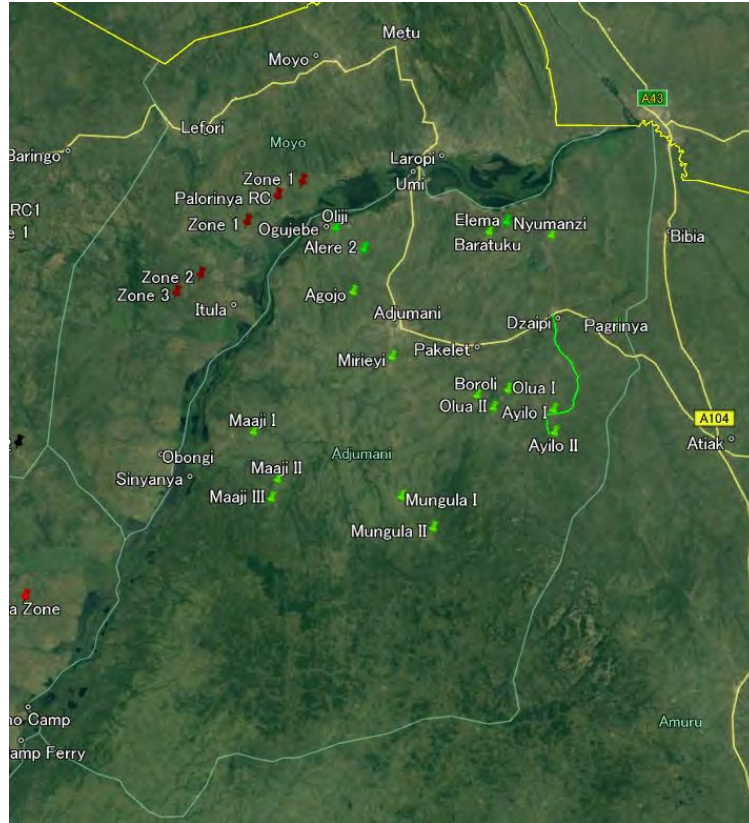 Metu
Moyo
A43
Lefori
Moyo
Baringo
Laropi
Umi
Zone 1
Palorinya RC
RC1
Zone 1
Oliji
Elema
Nyumanzi
e 1
Ogujebe
Baratuku
Bibia
Alere 2
Zone 2
Zone 3
Agojo
Itula
Adjumani
Dzaipi
Pagrinya
Mirieyi
Pakelet
Boroli
Olua I
Olua II
Ayilo I
Maaji I
A104
Ayilo II
Atiak
Obongi
Adjumani
Maaji II
Sinyanya
Maaji III
Mungula I
Mungula II
a Zone
no Camp
Amuru
amp Ferry